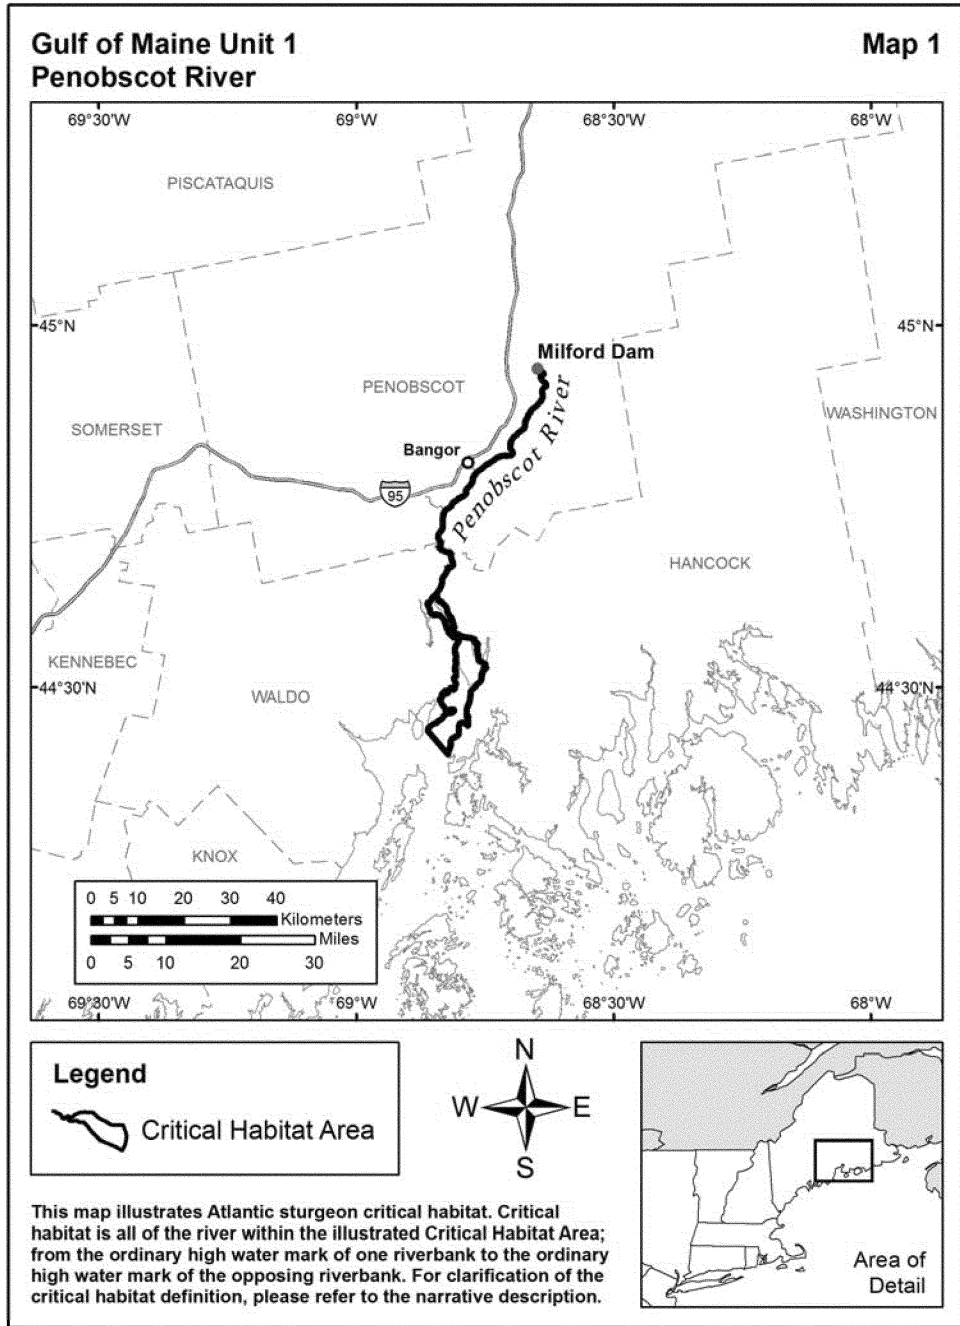 Gulf of Maine Unit 1
Map 1
Penobscot River
69°30'W
69°W
68°30'W
68°W
PISCATAQUIS
45°N
45°N
Milford Dam
PENOBSCOT
WASHINGTON
SOMERSET
Bangor
Penobscot River
95
HANCOCK
KENNEBEC
44°30'N
WALDO
44°30'N
KNOX
0 5 10 20 30 40
Kilometers
Miles
0 5 10 20 30
69°30'W
69°W
68°30'W
68°W
Legend
Critical Habitat Area
N
W
E
S
Area of
Detail
This map illustrates Atlantic sturgeon critical habitat. Critical
habitat is all of the river within the illustrated Critical Habitat Area;
from the ordinary high water mark of one riverbank to the ordinary
high water mark of the opposing riverbank. For clarification of the
critical habitat definition, please refer to the narrative description.